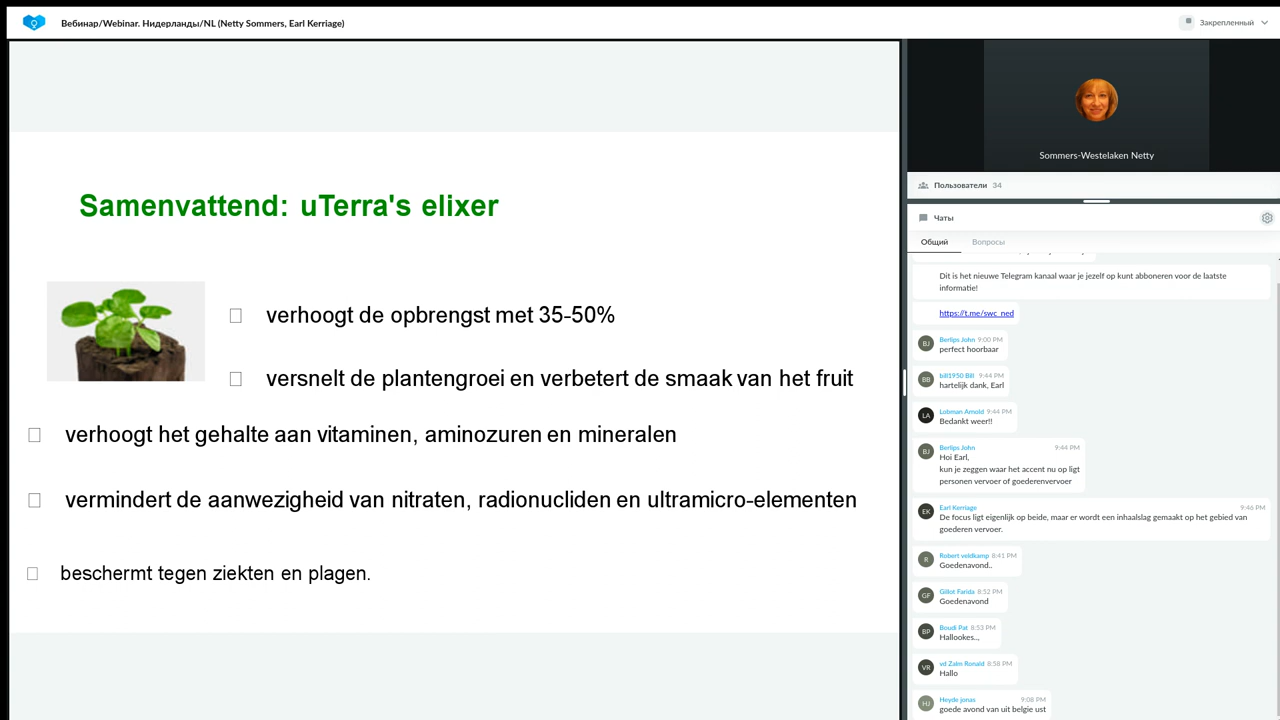 Вебинар/Webinar. Нидерланды/NL (Netty Sommers, Earl Kerriage)
Закрепленный
Samenvattend: uTerra's elixer
verhoogt de opbrengst met 35-50%
versnelt de plantengroei en verbetert de smaak van het fruit
verhoogt het gehalte aan vitaminen, aminozuren en mineralen
vermindert de aanwezigheid van nitraten, radionucliden en ultramicro-elementen
beschermt tegen ziekten en plagen.
Sommers-Westelaken Netty
Пользователи 34
Чаты
Общий Вопросы
Dit is het nieuwe Telegram kanaal waar je jezelf op kunt abboneren voor de laatste
informatie!
https://t.me/swc_ned
BJ Berlips John 9:00 PM
perfect hoorbaar
BB bill1950 Bill 9:44 PM
hartelijk dank, Earl
LA Lobman Arnold 9:44 PM
Bedankt weer!!
BJ Berlips John 9:44 PM
Hoi Earl,
kun je zeggen waar het accent nu op ligt
personen vervoer of goederenvervoer
EK Earl Kerriage 9:46 PM
De focus ligt eigenlijk op beide, maar er wordt een inhaalslag gemaakt op het gebied van
goederen vervoer.
R Robert veldkamp 8:41 PM
Goedenavond..
GF Gillot Farida 8:52 PM
Goedenavond
BP Boudi Pat 8:53 PM
Hallookes..,
VR vd Zalm Ronald 8:58 PM
Hallo
HJ Heyde jonas 9:08 PM
goede avond van uit belgie ust